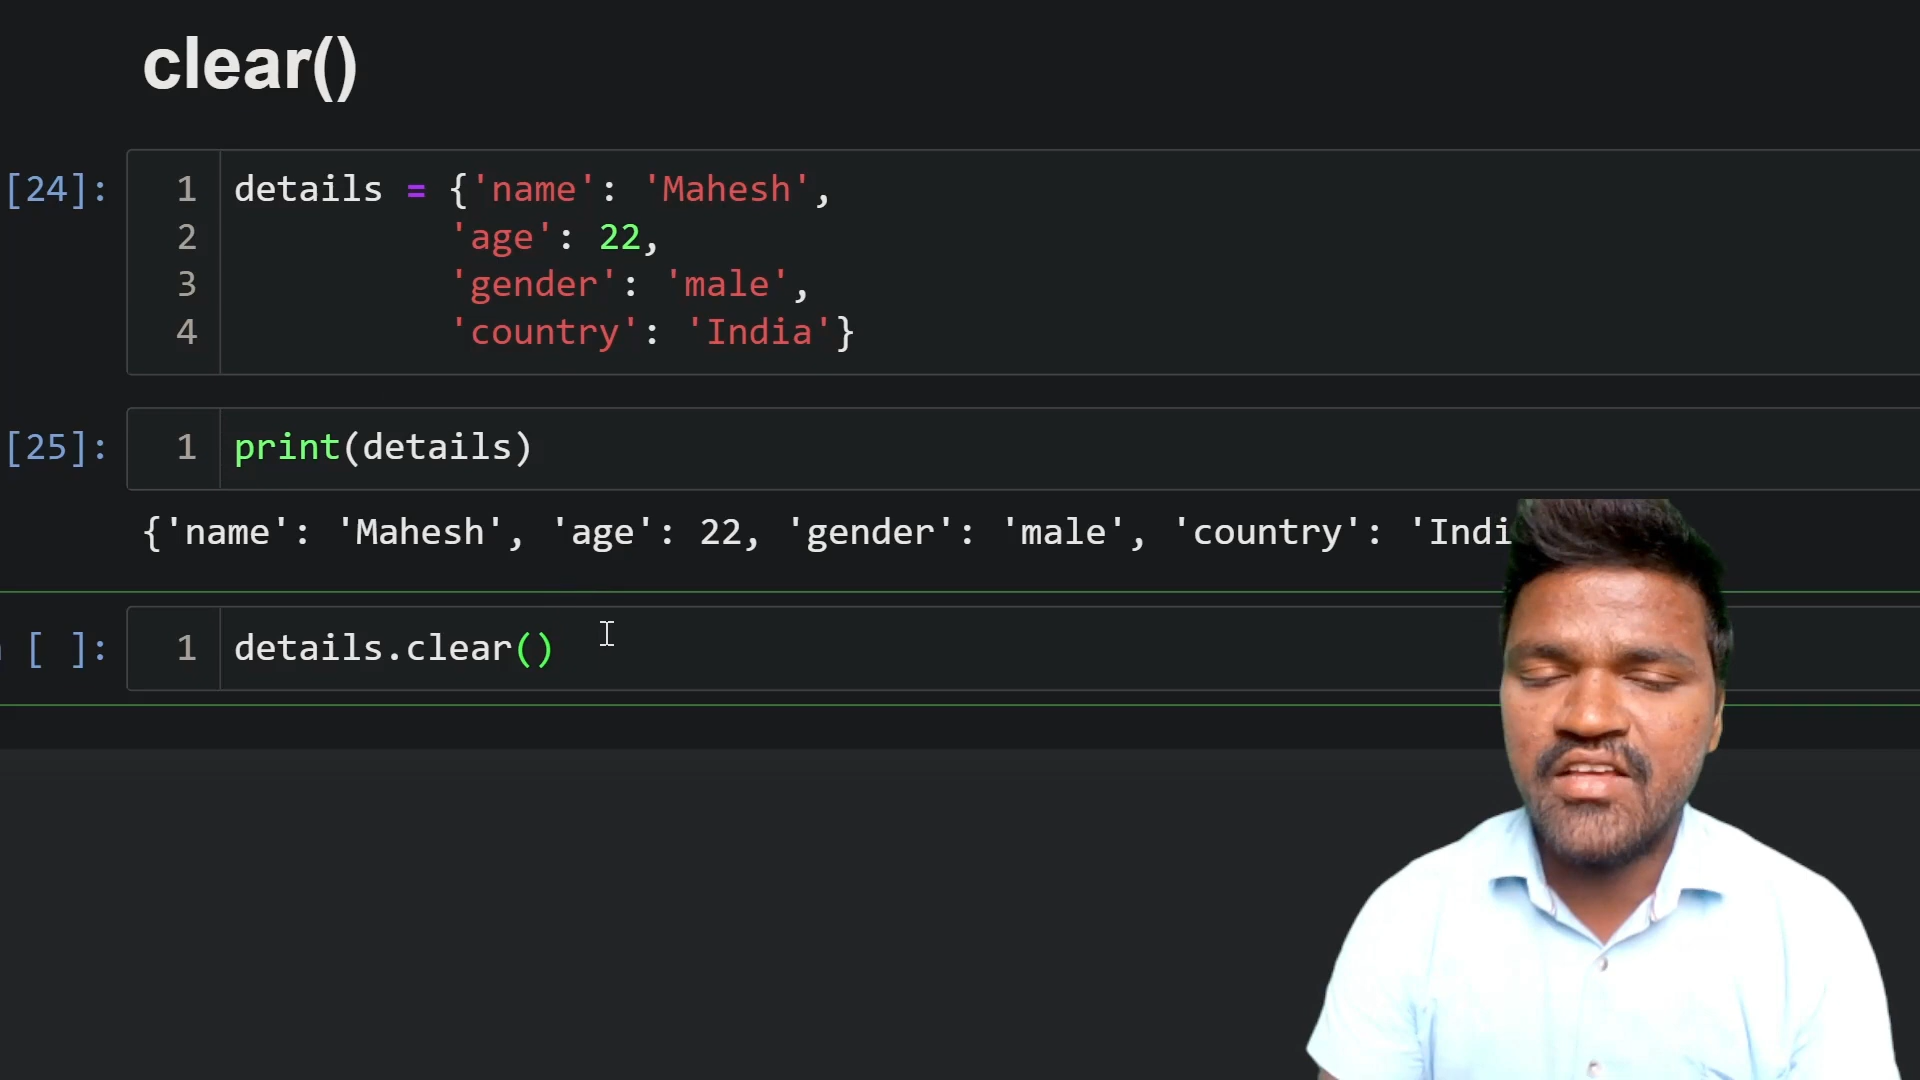 clear()
[24]:
1 details = {'name': 'Mahesh',
2 'age': 22,
3 'gender': 'male',
4 'country': 'India'}
[25]:
1 print(details)
{'name': 'Mahesh', 'age': 22, 'gender': 'male', 'country': 'Indi
[ ]:
1 details.clear()